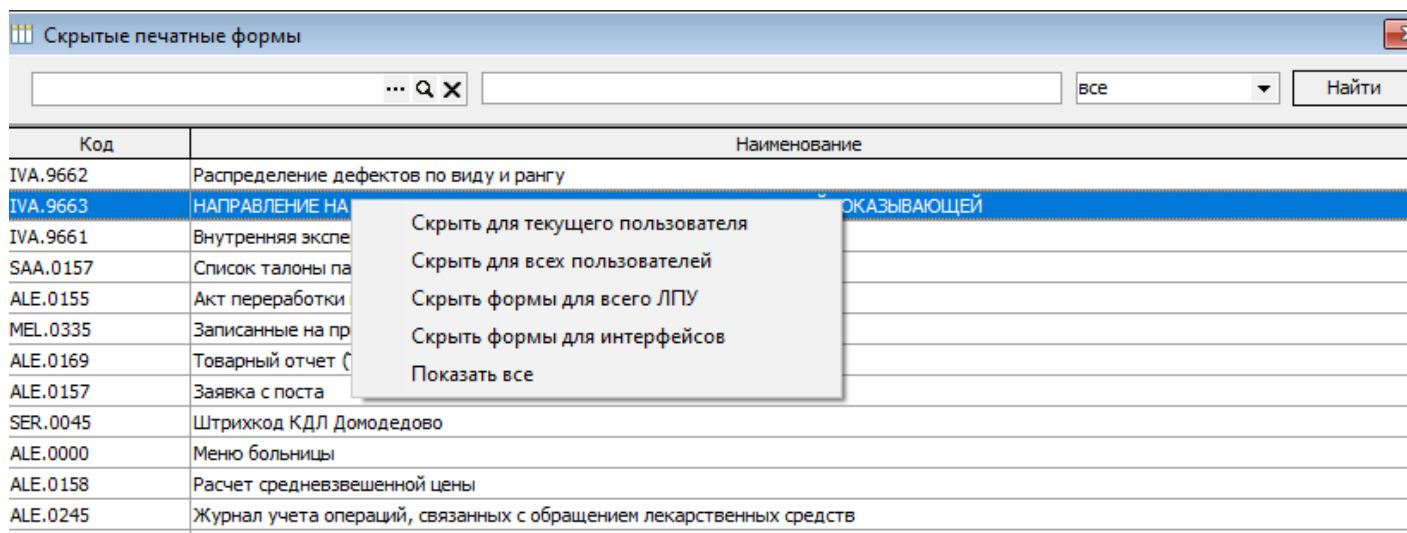 Скрытые печатные формы
все Найти
Код Наименование
IVA.9662 Распределение дефектов по виду и рангу
IVA.9663 НАПРАВЛЕНИЕ НА ОКАЗЫВАЮЩЕЙ
Скрыть для текущего пользователя
IVA.9661 Внутренняя
Скрыть для всех пользователей
SAA.0157 Список талоны
Скрыть формы для всего ЛПУ
ALE.0155 Акт переработки
MEL.0335 Записанные на
Скрыть формы для интерфейсов
ALE.0169 Товарный отчет (
Показать все
ALE.0157 Заявка с поста
SER.0045 Штрихкод КДЛ Домодедово
ALE.0000 Меню больницы
ALE.0158 Расчет средневзвешенной цены
ALE.0245 Журнал учета операций, связанных с обращением лекарственных средств